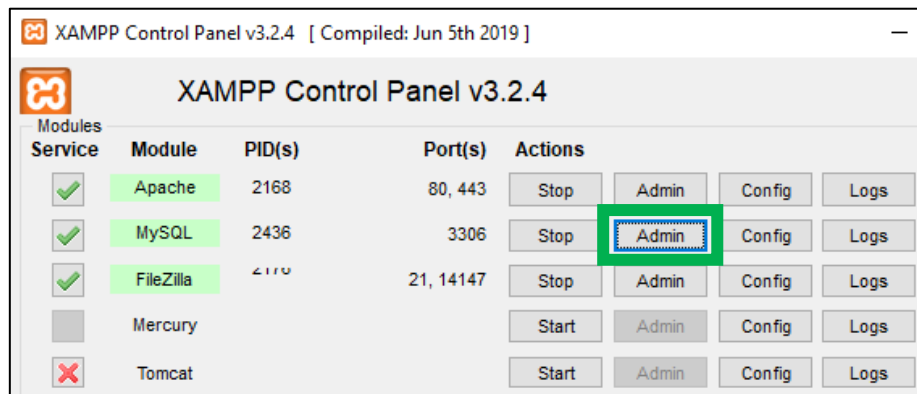 XAMPP Control Panel v3.2.4 [ Compiled: Jun 5th 2019 ]
XAMPP Control Panel v3.2.4
Modules
Service Module PID(s) Port(s) Actions
Apache 2168 80, 443 Stop Admin Config Logs
MySQL 2436 3306 Stop Admin Config Logs
FileZilla 21, 14147 Stop Admin Config Logs
Mercury Start Admin Config Logs
Tomcat Start Admin Config Logs